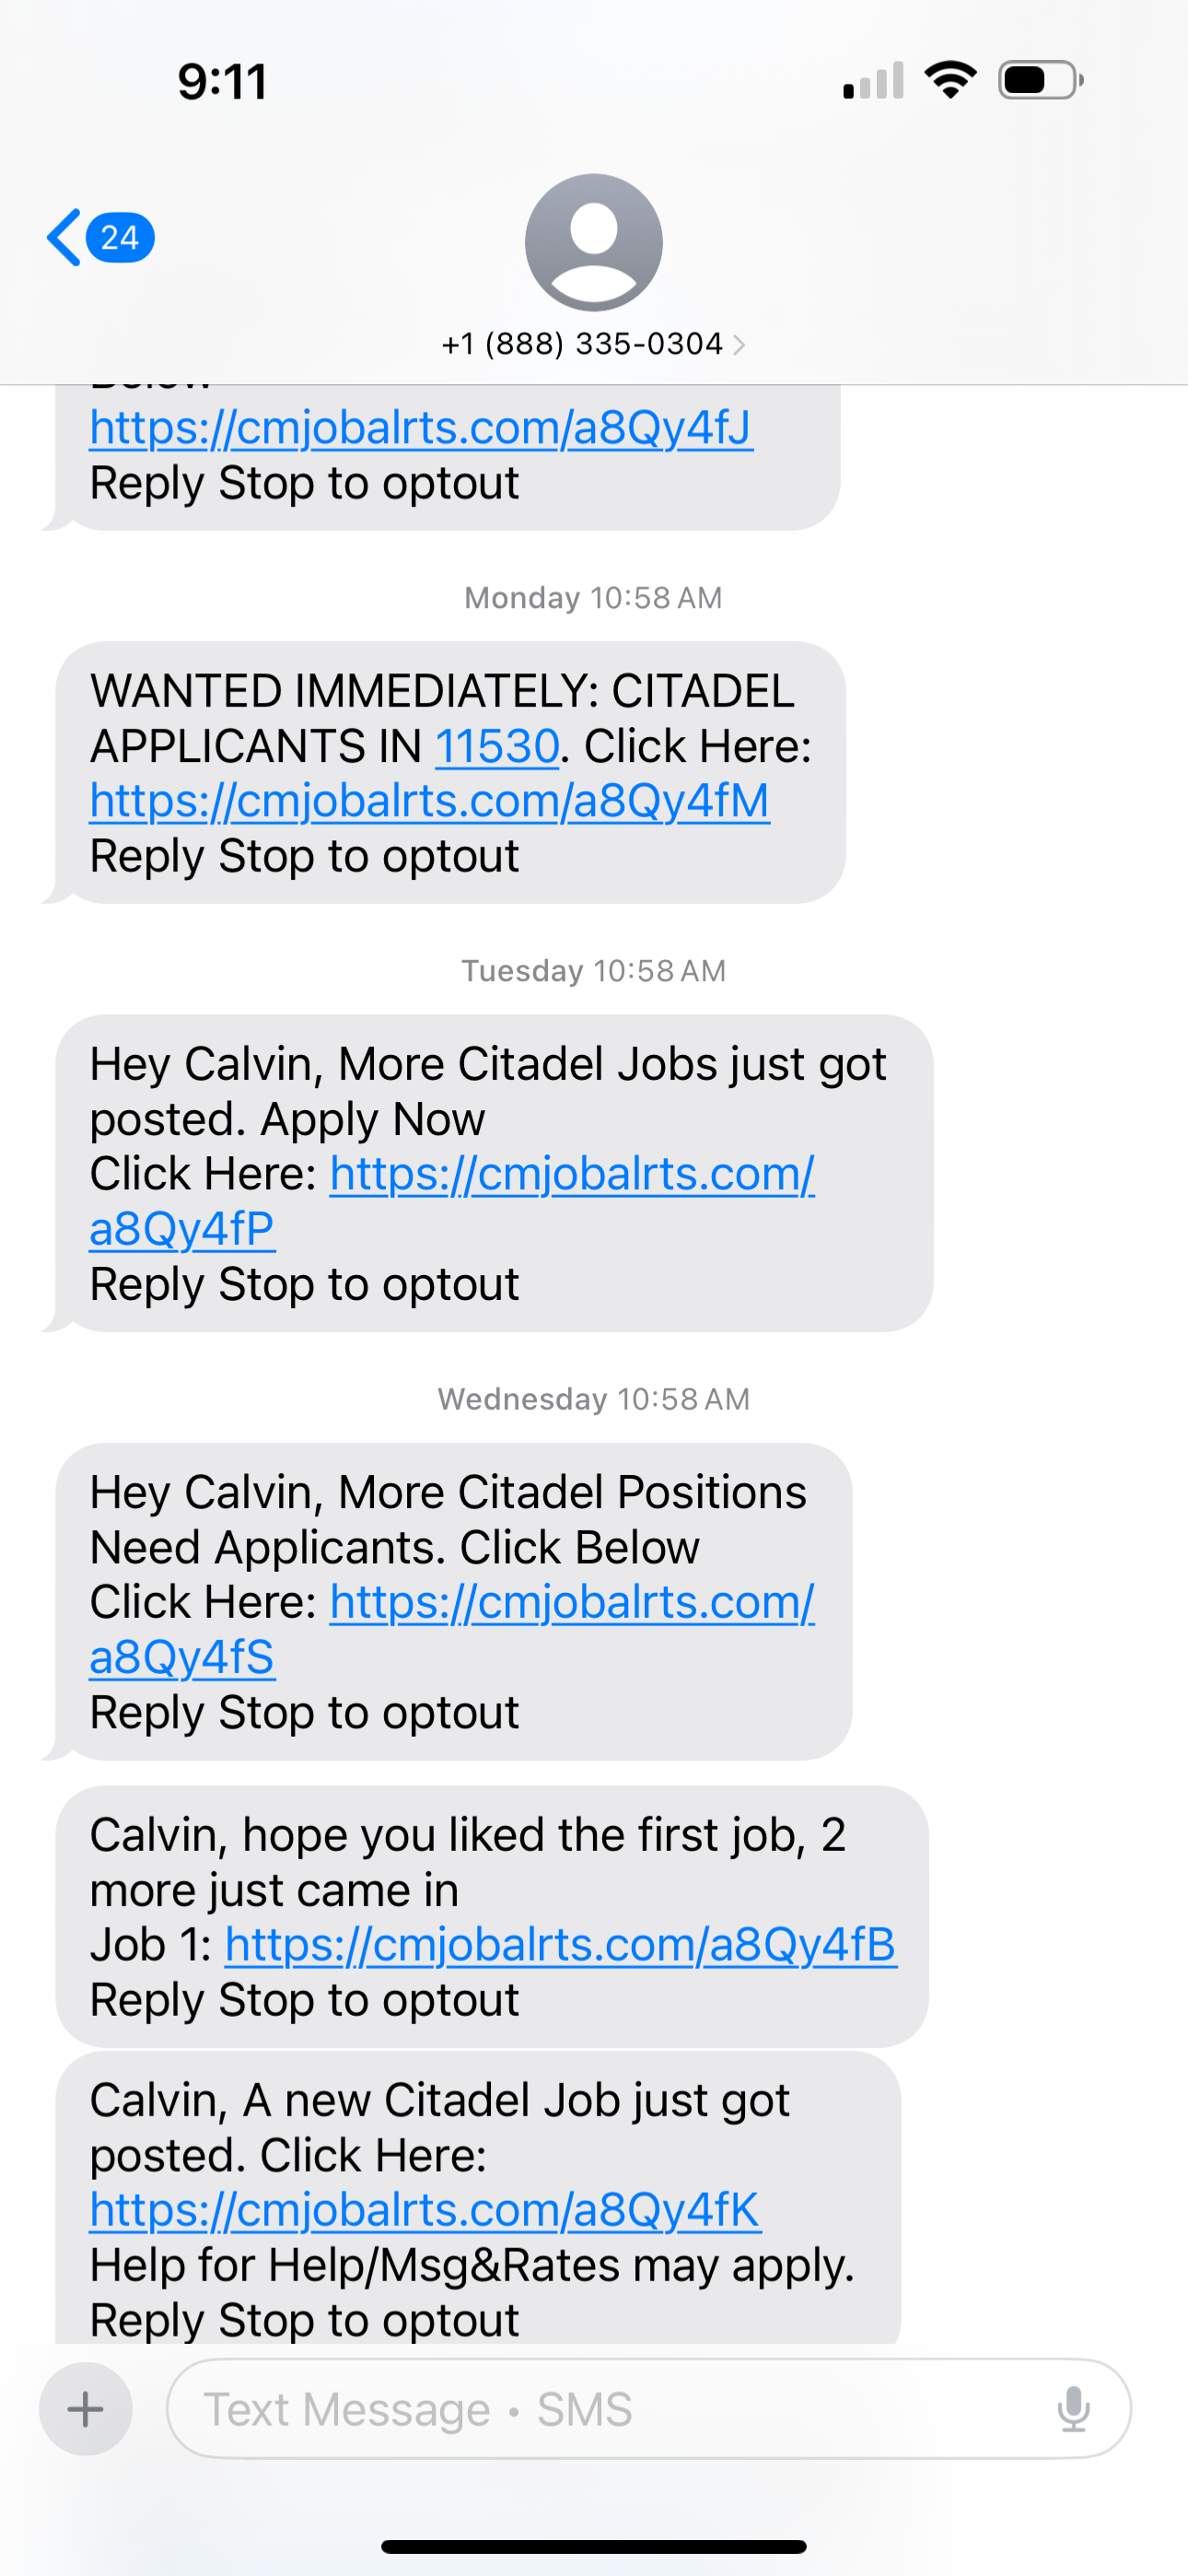 9:11
24
+1 (888) 335-0304
Below
https://cmjobalrts.com/a8Qy4fJ
Reply Stop to optout
Monday 10:58 AM
WANTED IMMEDIATELY: CITADEL
APPLICANTS IN 11530. Click Here:
https://cmjobalrts.com/a8Qy4fM
Reply Stop to optout
Tuesday 10:58 AM
Hey Calvin, More Citadel Jobs just got
posted. Apply Now
Click Here: https://cmjobalrts.com/
a8Qy4fP
Reply Stop to optout
Wednesday 10:58 AM
Hey Calvin, More Citadel Positions
Need Applicants. Click Below
Click Here: https://cmjobalrts.com/
a8Qy4fS
Reply Stop to optout
Calvin, hope you liked the first job, 2
more just came in
Job 1: https://cmjobalrts.com/a8Qy4fB
Reply Stop to optout
Calvin, A new Citadel Job just got
posted. Click Here:
https://cmjobalrts.com/a8Qy4fK
Help for Help/Msg&Rates may apply.
Reply Stop to optout
Text Message • SMS